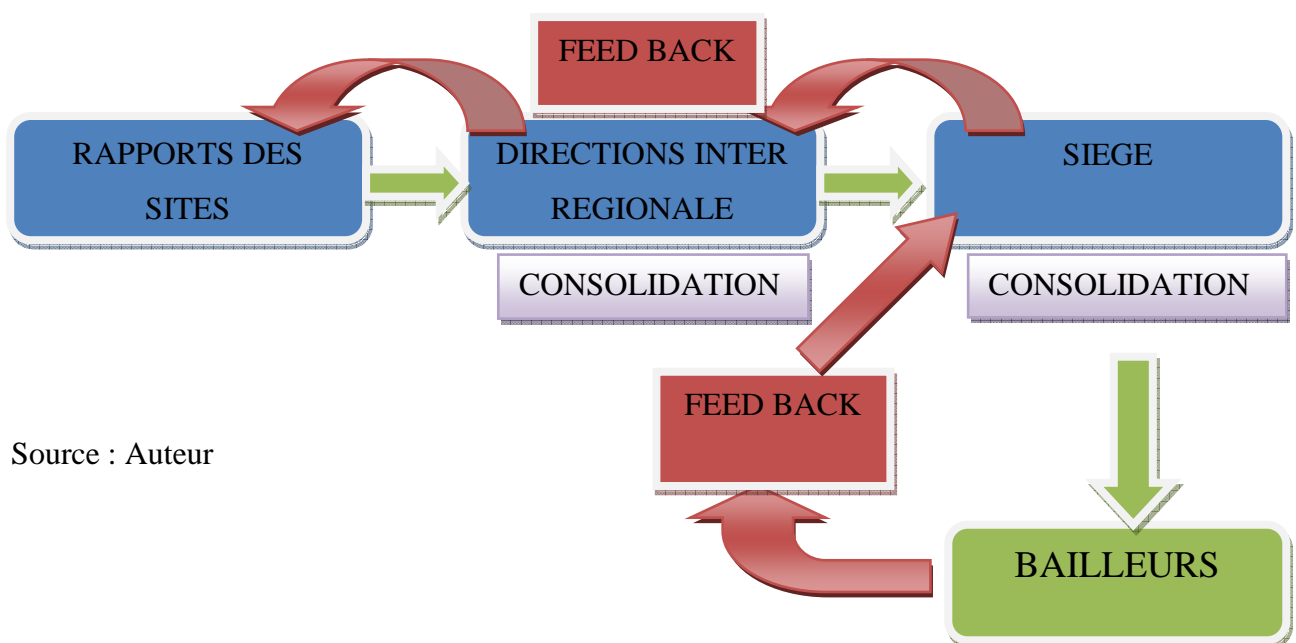 FEED BACK
RAPPORTS DES
SITES
DIRECTIONS INTER
REGIONALE
SIEGE
CONSOLIDATION
CONSOLIDATION
FEED BACK
Source : Auteur
BAILLEURS